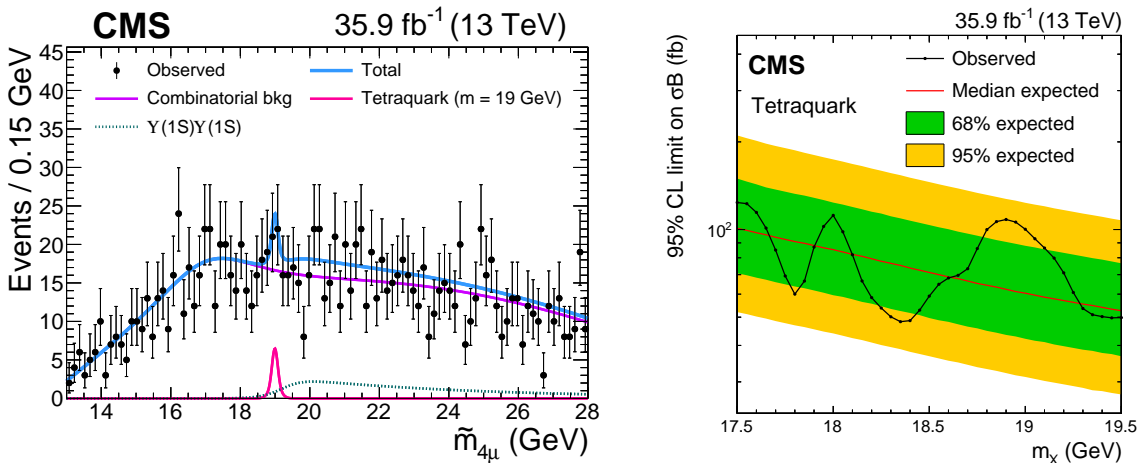 CMS 35.9 fb⁻¹ (13 TeV)
Events / 0.15 GeV
45
40
35
30
25
20
15
10
5
0
Observed
Total
Combinatorial bkg
Tetraquark (m = 19 GeV)
Υ(1S)Υ(1S)
14 16 18 20 22 24 26 28
m̃4μ (GeV)
35.9 fb⁻¹ (13 TeV)
95% CL limit on σB (fb)
CMS
Tetraquark
Observed
Median expected
68% expected
95% expected
10²
17.5 18 18.5 19 19.5
mX (GeV)